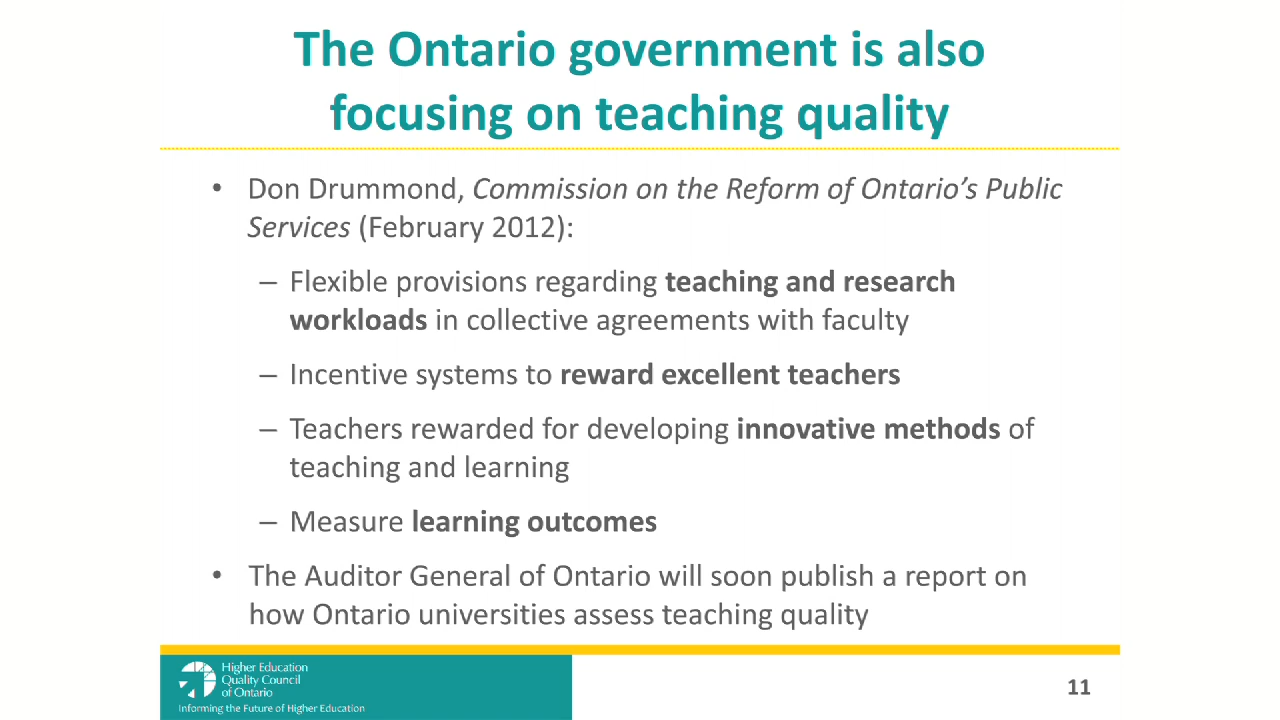 The Ontario government is also
focusing on teaching quality
• Don Drummond, Commission on the Reform of Ontario’s Public
Services (February 2012):
– Flexible provisions regarding teaching and research
workloads in collective agreements with faculty
– Incentive systems to reward excellent teachers
– Teachers rewarded for developing innovative methods of
teaching and learning
– Measure learning outcomes
• The Auditor General of Ontario will soon publish a report on
how Ontario universities assess teaching quality
Higher Education
Quality Council
of Ontario
Informing the Future of Higher Education
11